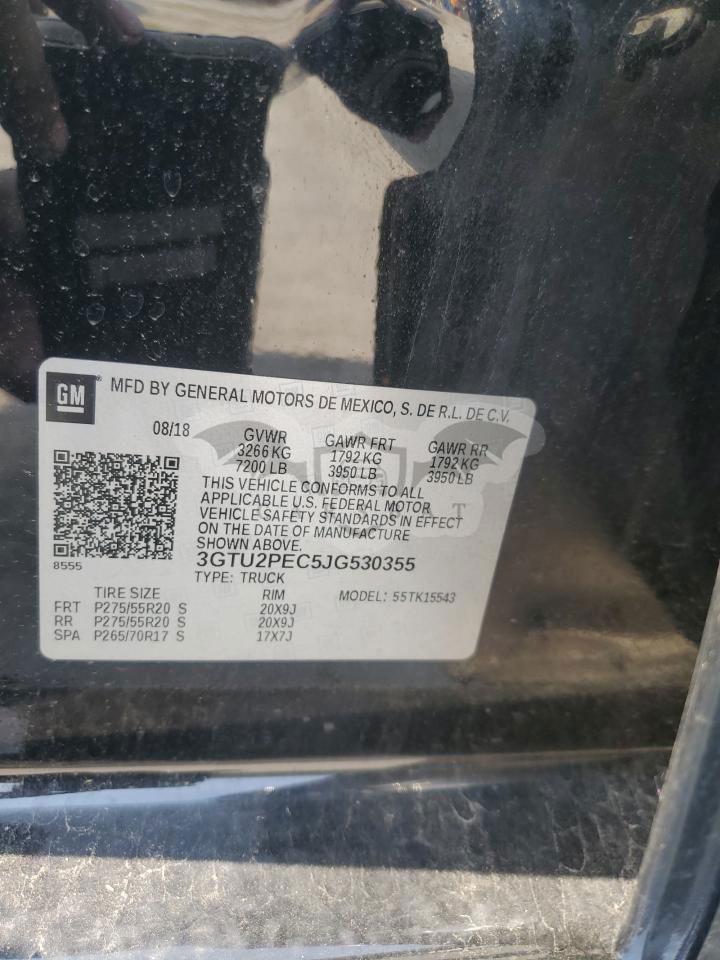 GM
MFD BY GENERAL MOTORS DE MEXICO, S. DE R.L. DE C.V.
08/18 GVWR GAWR FRT GAWR RR
3266 KG 1792 KG 1792 KG
7200 LB 3950 LB 3950 LB
THIS VEHICLE CONFORMS TO ALL
APPLICABLE U.S. FEDERAL MOTOR
VEHICLE SAFETY STANDARDS IN EFFECT
ON THE DATE OF MANUFACTURE
SHOWN ABOVE.
8555
3GTU2PEC5JG530355
TYPE: TRUCK
TIRE SIZE RIM MODEL: 55TK15543
FRT P275/55R20 S 20X9J
RR P275/55R20 S 20X9J
SPA P265/70R17 S 17X7J